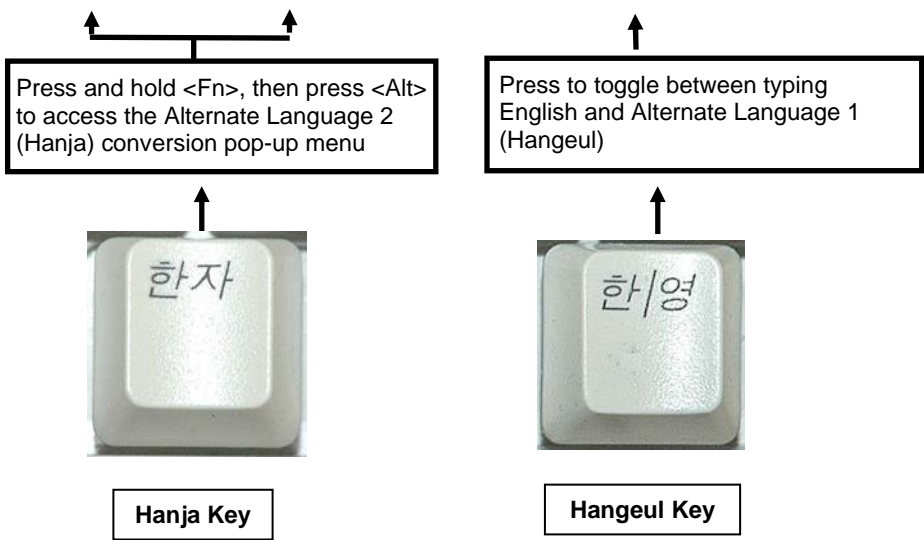 Press and hold <Fn>, then press <Alt>
to access the Alternate Language 2
(Hanja) conversion pop-up menu
Press to toggle between typing
English and Alternate Language 1
(Hangeul)
한자
한/영
Hanja Key
Hangeul Key